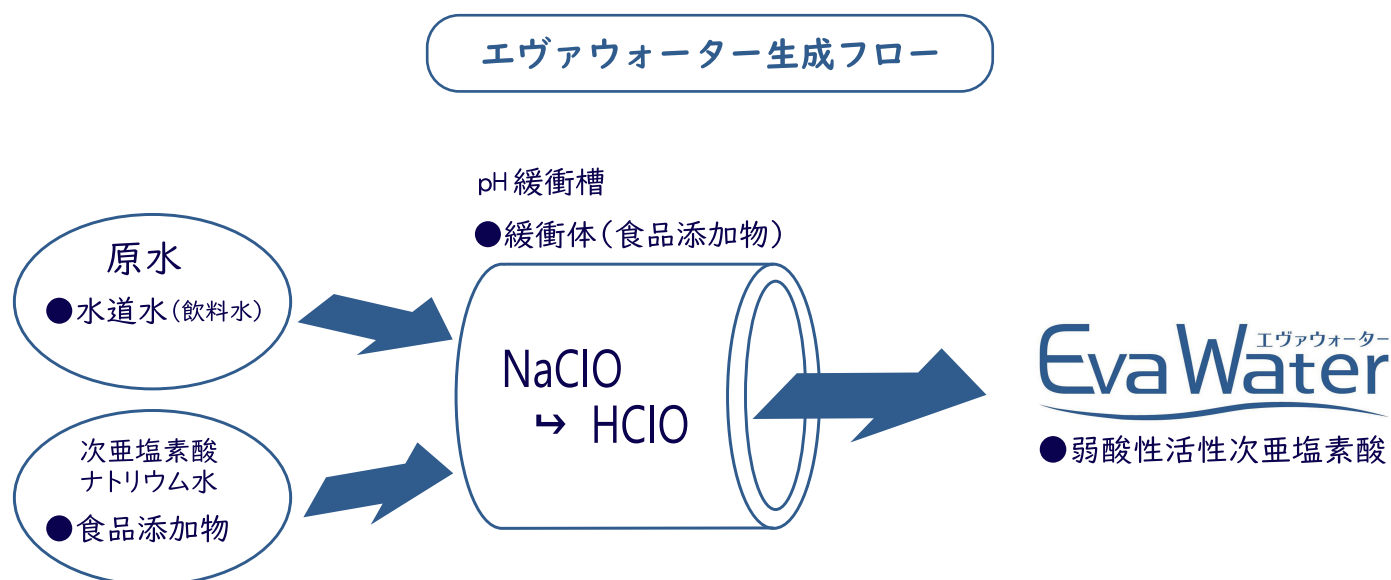 エヴァウォーター生成フロー
pH緩衝槽
●緩衝体(食品添加物)
原水
●水道水(飲料水)
次亜塩素酸
ナトリウム水
●食品添加物
NaClO
↪ HClO
エヴァウォーター
Eva Water
●弱酸性活性次亜塩素酸